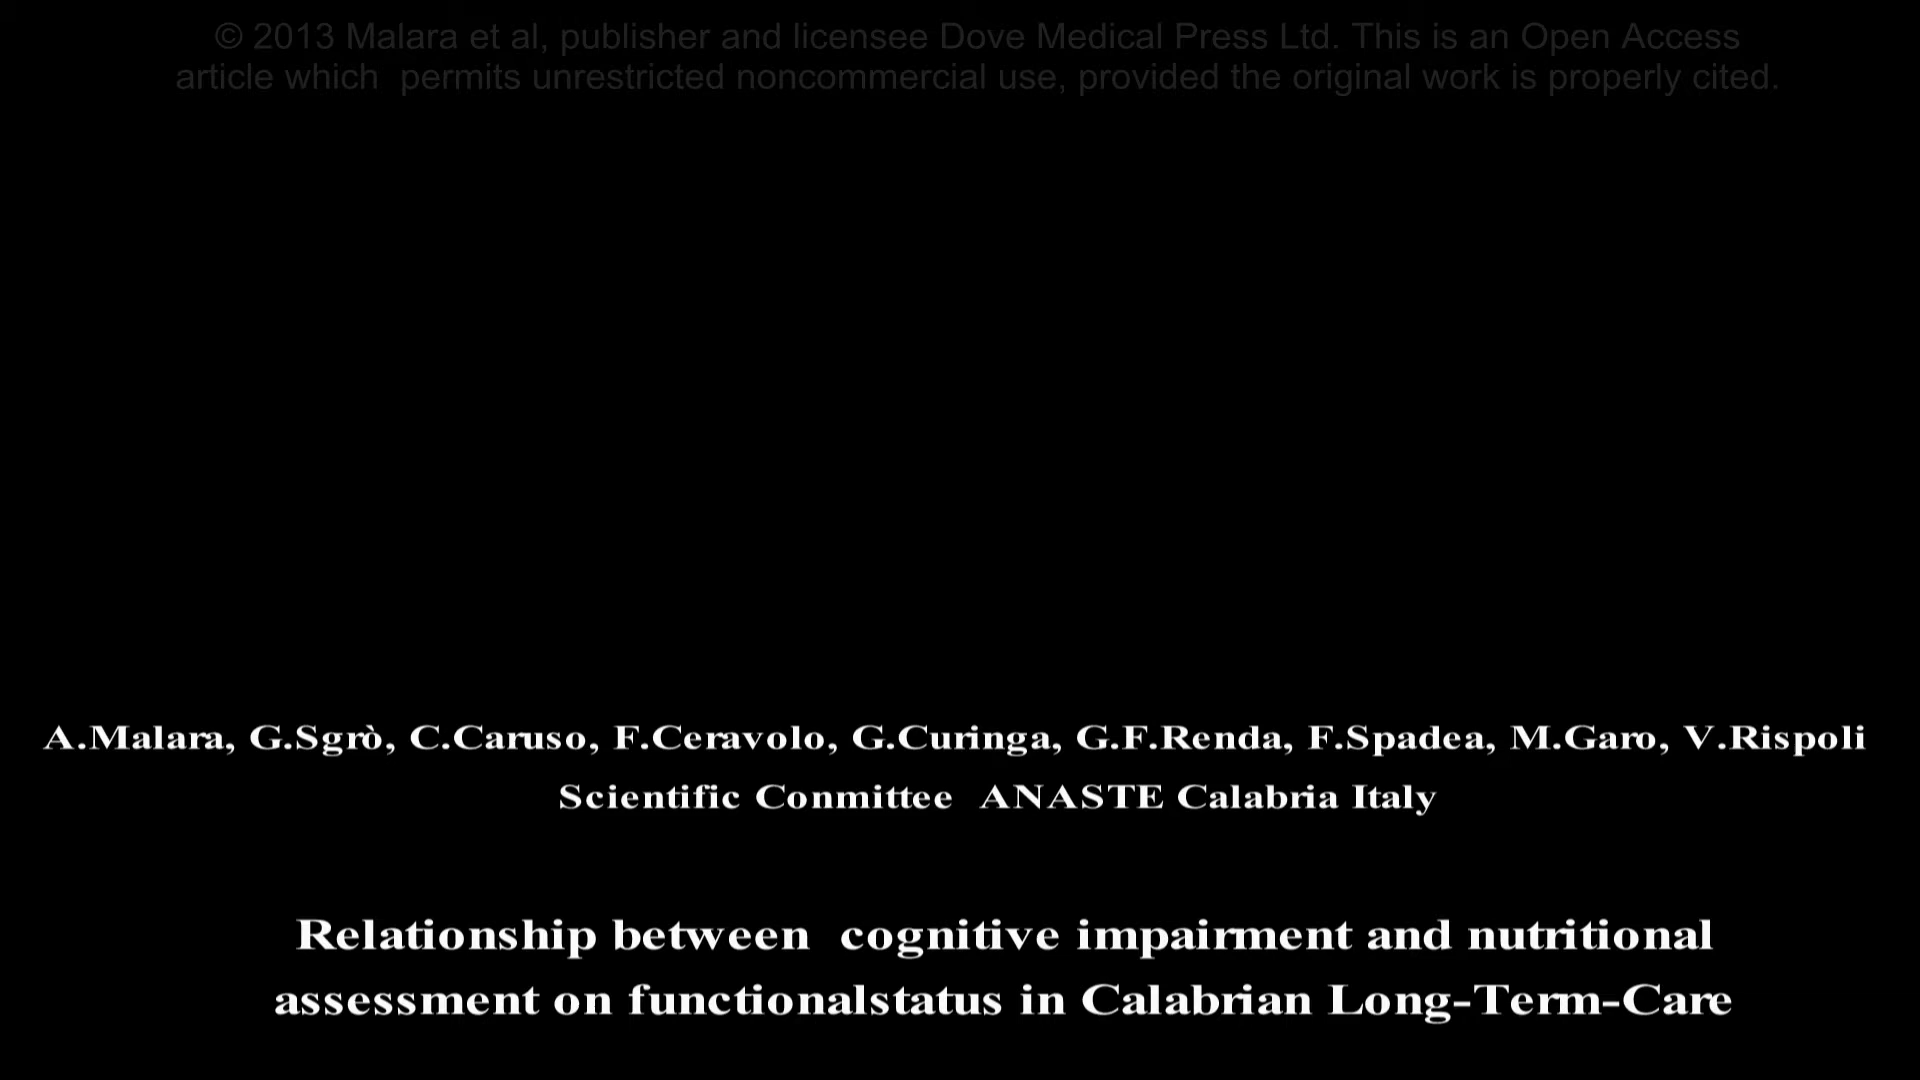 © 2013 Malara et al, publisher and licensee Dove Medical Press Ltd. This is an Open Access
article which permits unrestricted noncommercial use, provided the original work is properly cited.
A.Malara, G.Sgrò, C.Caruso, F.Ceravolo, G.Curinga, G.F.Renda, F.Spadea, M.Garo, V.Rispoli
Scientific Conmittee ANASTE Calabria Italy
Relationship between cognitive impairment and nutritional
assessment on functionalstatus in Calabrian Long-Term-Care